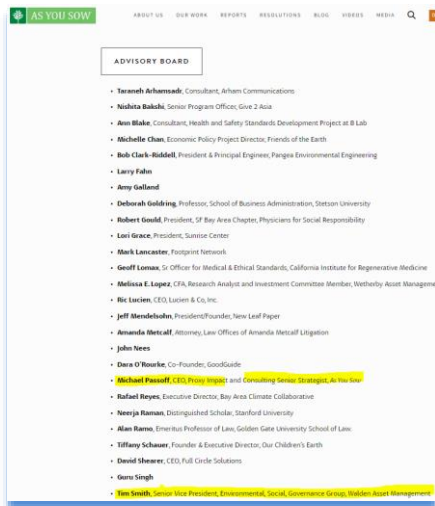 AS YOU SOW
ABOUT US OUR WORK REPORTS RESOLUTIONS BLOG VIDEOS MEDIA
ADVISORY BOARD
• Taraneh Arhamsadr, Consultant, Arham Communications
• Nishita Bakshi, Senior Program Officer, Give 2 Asia
• Ann Blake, Consultant, Health and Safety Standards Development Project at B Lab
• Michelle Chan, Economic Policy Project Director, Friends of the Earth
• Bob Clark-Riddell, President & Principal Engineer, Pangea Environmental Engineering
• Larry Fahn
• Amy Galland
• Deborah Goldring, Professor, School of Business Administration, Stetson University
• Robert Gould, President, SF Bay Area Chapter, Physicians for Social Responsibility
• Lori Grace, President, Sunrise Center
• Mark Lancaster, Footprint Network
• Geoff Lomax, Sr Officer for Medical & Ethical Standards, California Institute for Regenerative Medicine
• Melissa E. Lopez, CFA, Research Analyst and Investment Committee Member, Wetherby Asset Manageme
• Ric Lucien, CEO, Lucien & Co, Inc.
• Jeff Mendelsohn, President/Founder, New Leaf Paper
• Amanda Metcalf, Attorney, Law Offices of Amanda Metcalf Litigation
• John Nees
• Dara O'Rourke, Co-Founder, GoodGuide
• Michael Passoff, CEO, Proxy Impact and Consulting Senior Strategist, As You Sow
• Rafael Reyes, Executive Director, Bay Area Climate Collaborative
• Neerja Raman, Distinguished Scholar, Stanford University
• Alan Ramo, Emeritus Professor of Law, Golden Gate University School of Law
• Tiffany Schauer, Founder & Executive Director, Our Children's Earth
• David Shearer, CEO, Full Circle Solutions
• Guru Singh
• Tim Smith, Senior Vice President, Environmental, Social, Governance Group, Walden Asset Management